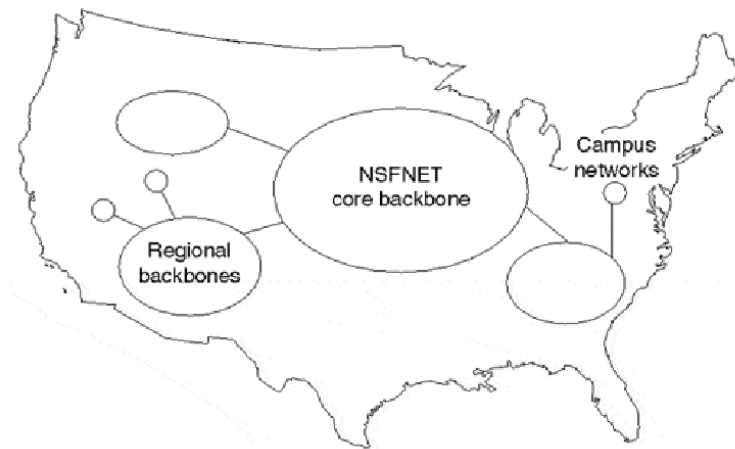 Campus
networks
NSFNET
core backbone
Regional
backbones